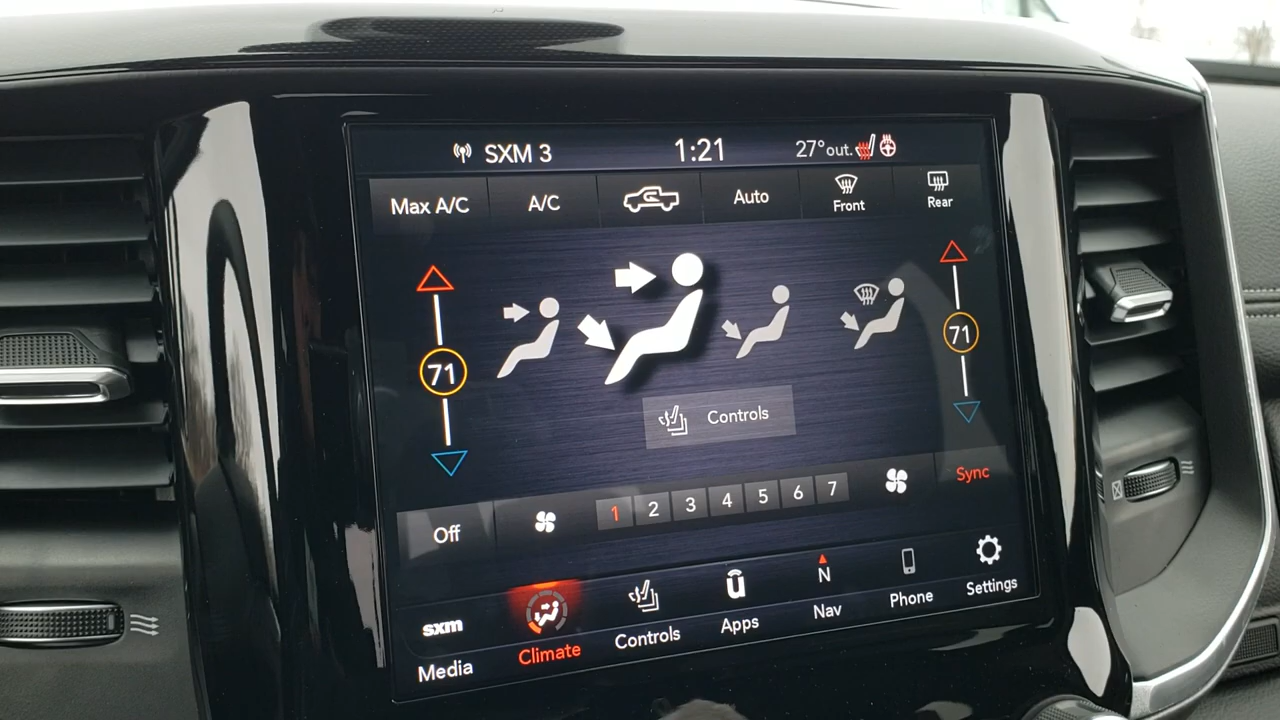 SXM 3
1:21
27°out.
Max A/C
A/C
Auto
Front
Rear
71
71
Controls
Off
1 2 3 4 5 6 7
Sync
sxm
Media
Climate
Controls
ū
Apps
N
Nav
Phone
Settings